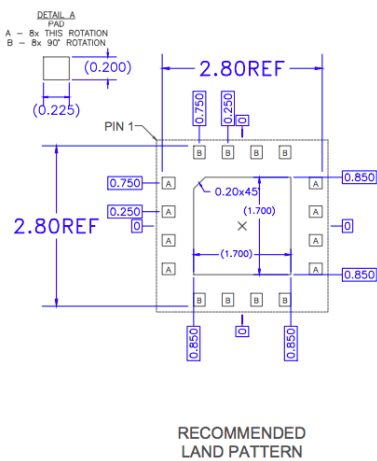 DETAIL A
PAD
A – 8x THIS ROTATION
B – 8x 90° ROTATION
(0.200)
(0.225)
2.80REF
0.750
0.250
0
PIN 1
B B B B
0.750
A
A
0.850
0.20x45°
0.250
A
(1.700)
A
2.80REF
0
0
A
A
(1.700)
A
A
0.850
B B B B
0.850
0
0.850
RECOMMENDED
LAND PATTERN